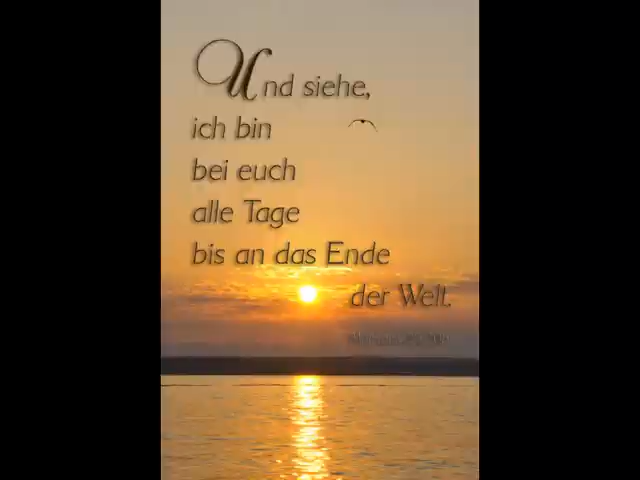 Und siehe,
ich bin
bei euch
alle Tage
bis an das Ende
der Welt.